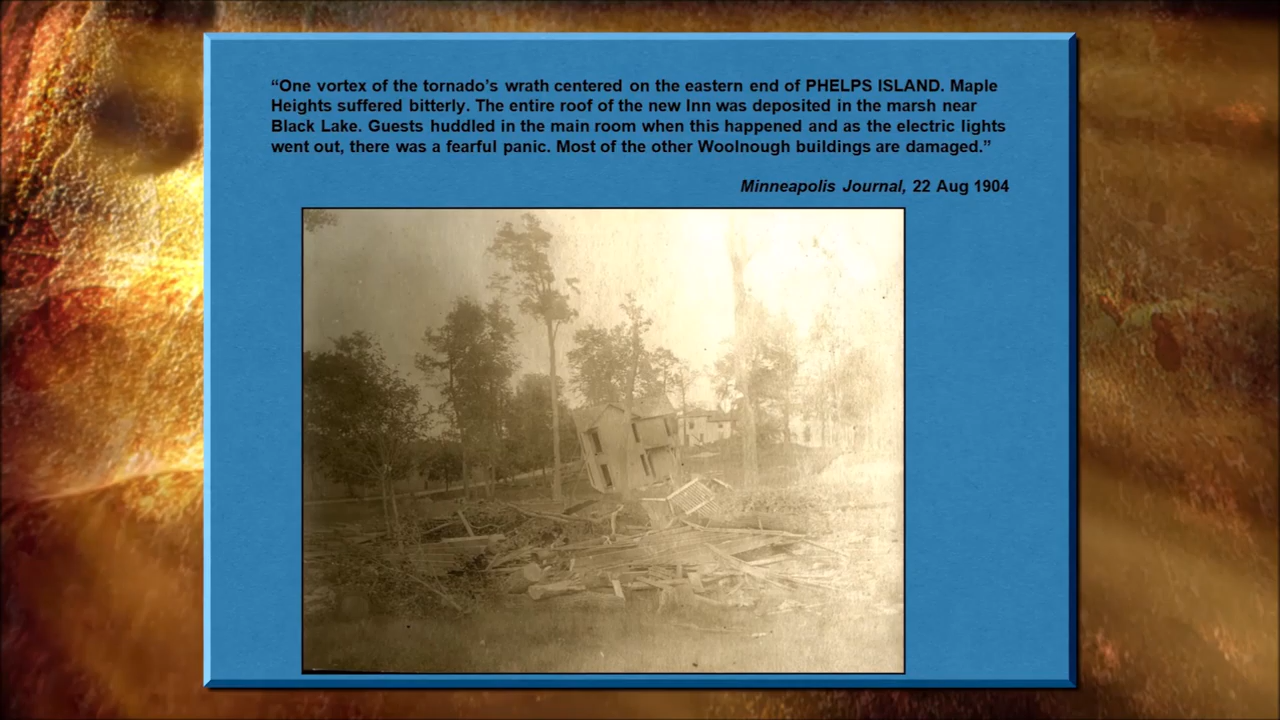 “One vortex of the tornado’s wrath centered on the eastern end of PHELPS ISLAND. Maple
Heights suffered bitterly. The entire roof of the new Inn was deposited in the marsh near
Black Lake. Guests huddled in the main room when this happened and as the electric lights
went out, there was a fearful panic. Most of the other Woolnough buildings are damaged.”
Minneapolis Journal, 22 Aug 1904